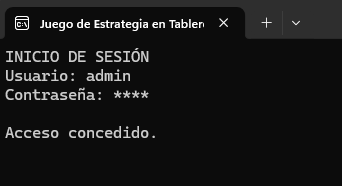 Juego de Estrategia en Tablero
INICIO DE SESIÓN
Usuario: admin
Contraseña: ****
Acceso concedido.